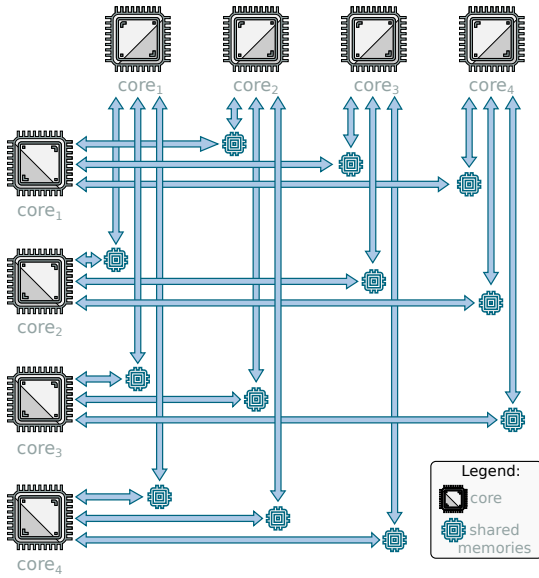 core₁ core₂ core₃ core₄
core₁
core₂
core₃
core₄
Legend:
core
shared
memories